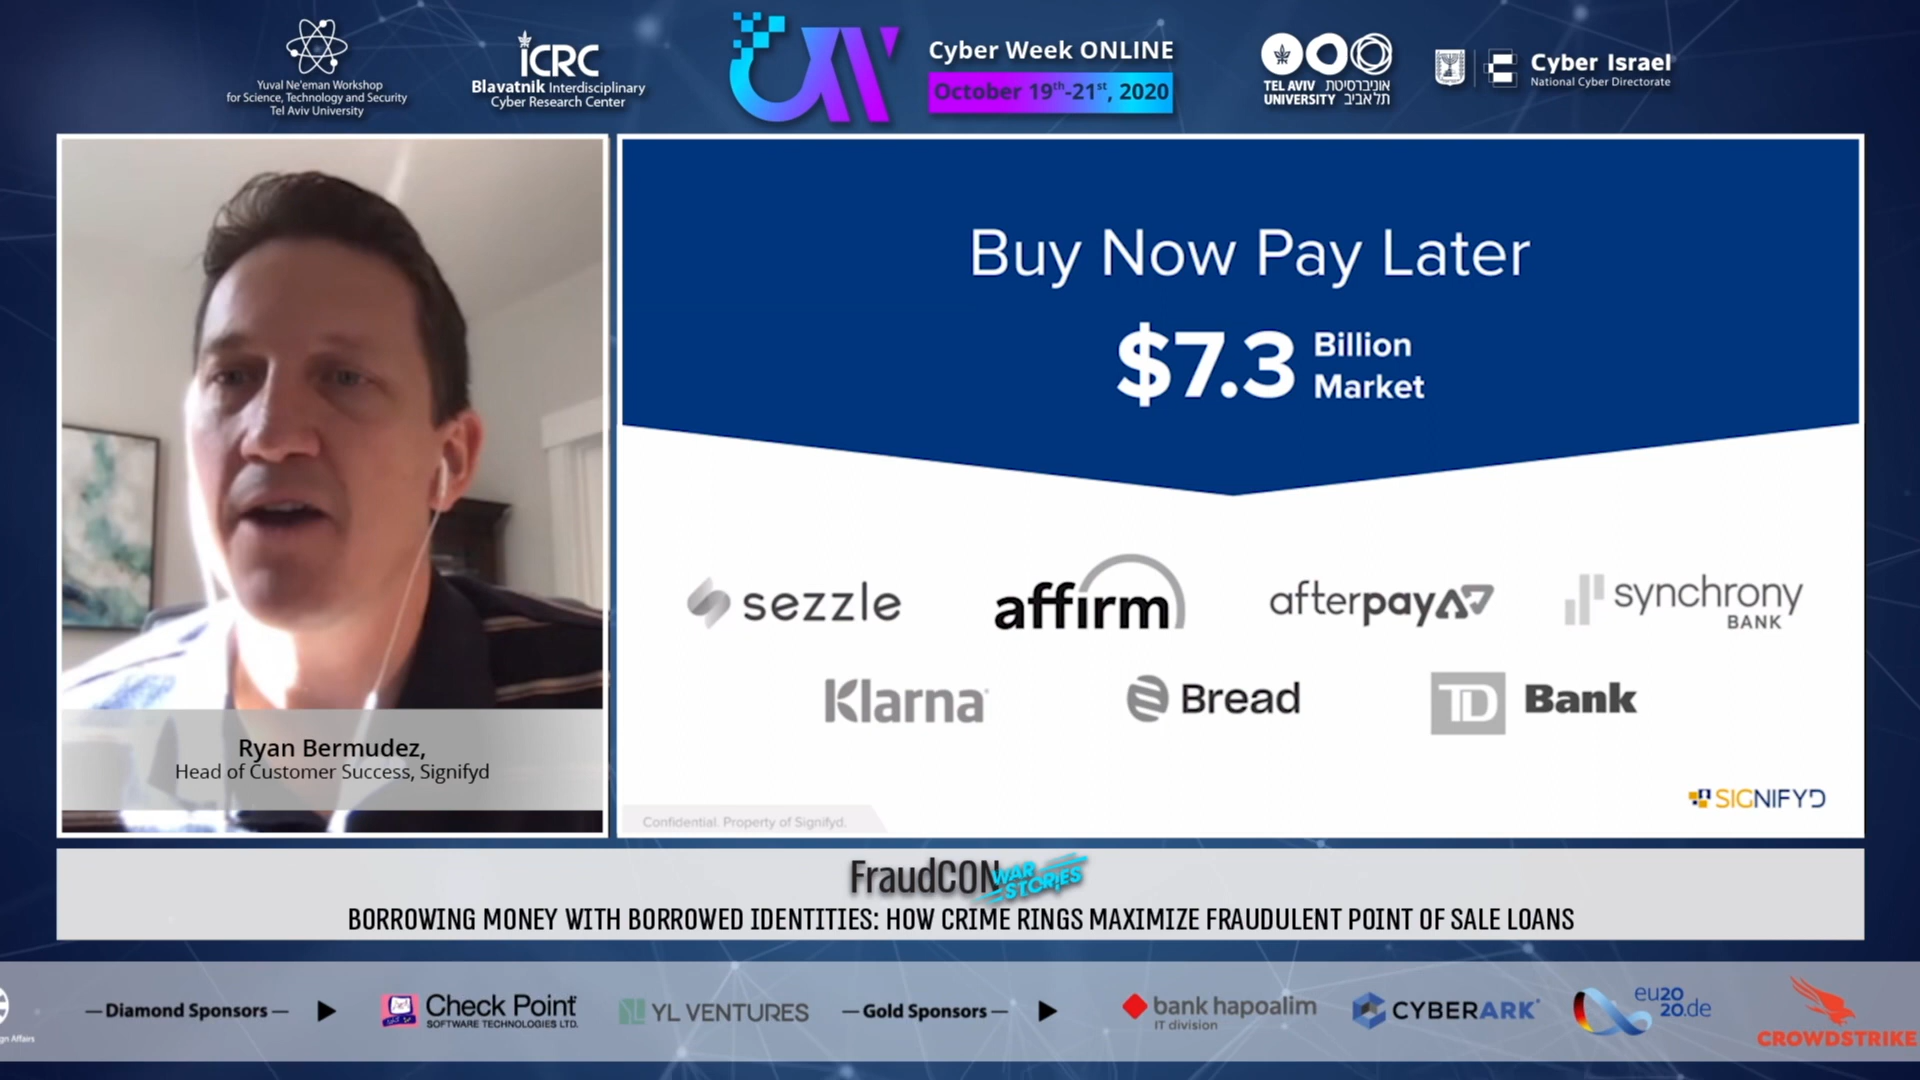 Yuval Ne'eman Workshop
for Science, Technology and Security
Tel Aviv University
ICRC
Blavatnik Interdisciplinary
Cyber Research Center
Cyber Week ONLINE
October 19th-21st, 2020
TEL AVIV אוניברסיטת
UNIVERSITY תל אביב
Cyber Israel
National Cyber Directorate
Buy Now Pay Later
$7.3 Billion
Market
sezzle
affirm
afterpay
synchrony
BANK
Klarna
Bread
TD Bank
Ryan Bermudez,
Head of Customer Success, Signifyd
SIGNIFYD
Confidential. Property of Signifyd.
FraudCON WAR
STORIES
BORROWING MONEY WITH BORROWED IDENTITIES: HOW CRIME RINGS MAXIMIZE FRAUDULENT POINT OF SALE LOANS
gn Affairs
— Diamond Sponsors —
Check Point
SOFTWARE TECHNOLOGIES LTD.
YL VENTURES
— Gold Sponsors —
bank hapoalim
IT division
CYBERARK
eu20
20.de
CROWDSTRIKE